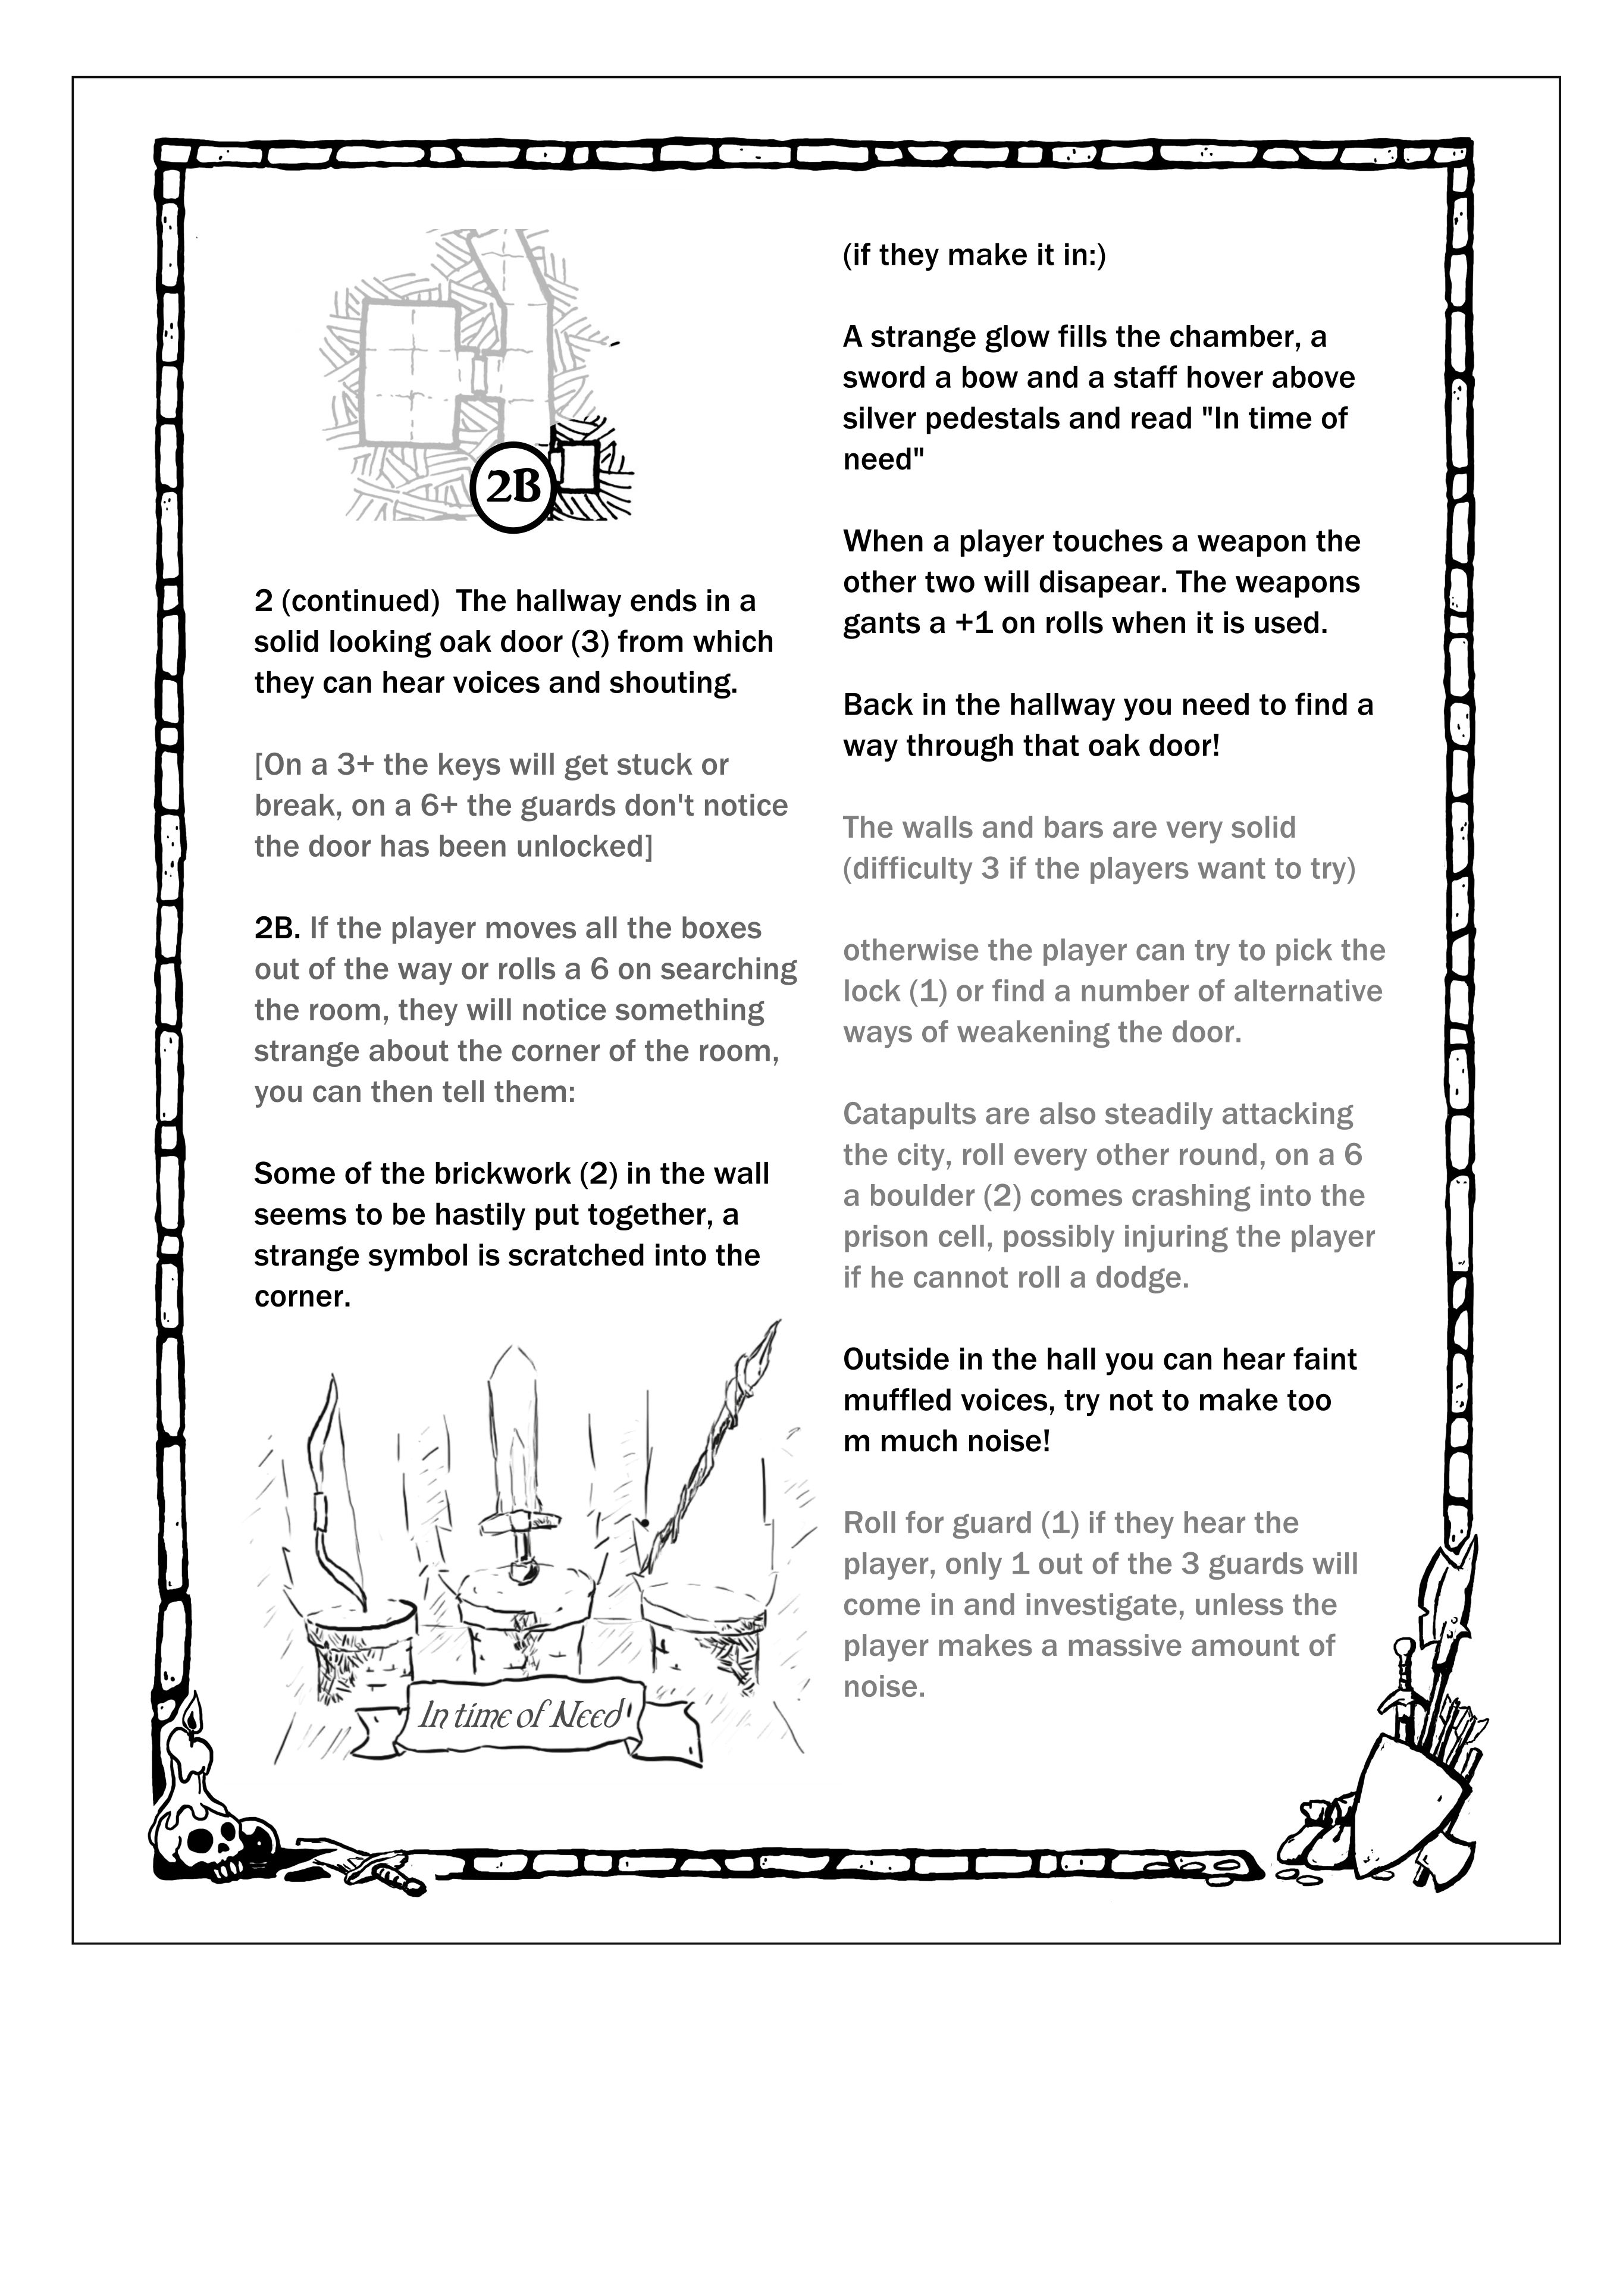 2B
2 (continued)  The hallway ends in a
solid looking oak door (3) from which
they can hear voices and shouting.
[On a 3+ the keys will get stuck or
break, on a 6+ the guards don't notice
the door has been unlocked]
2B. If the player moves all the boxes
out of the way or rolls a 6 on searching
the room, they will notice something
strange about the corner of the room,
you can then tell them:
Some of the brickwork (2) in the wall
seems to be hastily put together, a
strange symbol is scratched into the
corner.
In time of Need
(if they make it in:)
A strange glow fills the chamber, a
sword a bow and a staff hover above
silver pedestals and read "In time of
need"
When a player touches a weapon the
other two will disapear. The weapons
gants a +1 on rolls when it is used.
Back in the hallway you need to find a
way through that oak door!
The walls and bars are very solid
(difficulty 3 if the players want to try)
otherwise the player can try to pick the
lock (1) or find a number of alternative
ways of weakening the door.
Catapults are also steadily attacking
the city, roll every other round, on a 6
a boulder (2) comes crashing into the
prison cell, possibly injuring the player
if he cannot roll a dodge.
Outside in the hall you can hear faint
muffled voices, try not to make too
m much noise!
Roll for guard (1) if they hear the
player, only 1 out of the 3 guards will
come in and investigate, unless the
player makes a massive amount of
noise.